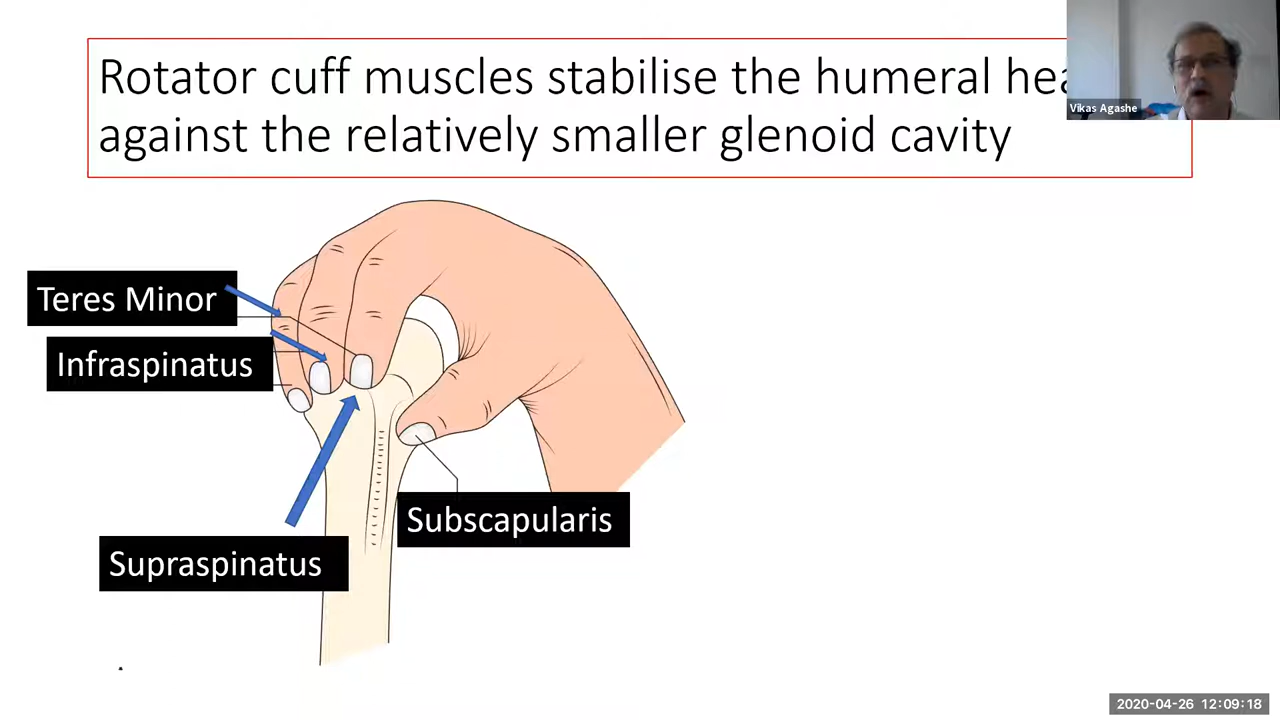 Rotator cuff muscles stabilise the humeral
against the relatively smaller glenoid cavity
Vikas Agashe
Teres Minor
Infraspinatus
Subscapularis
Supraspinatus
2020-04-26 12:09:18